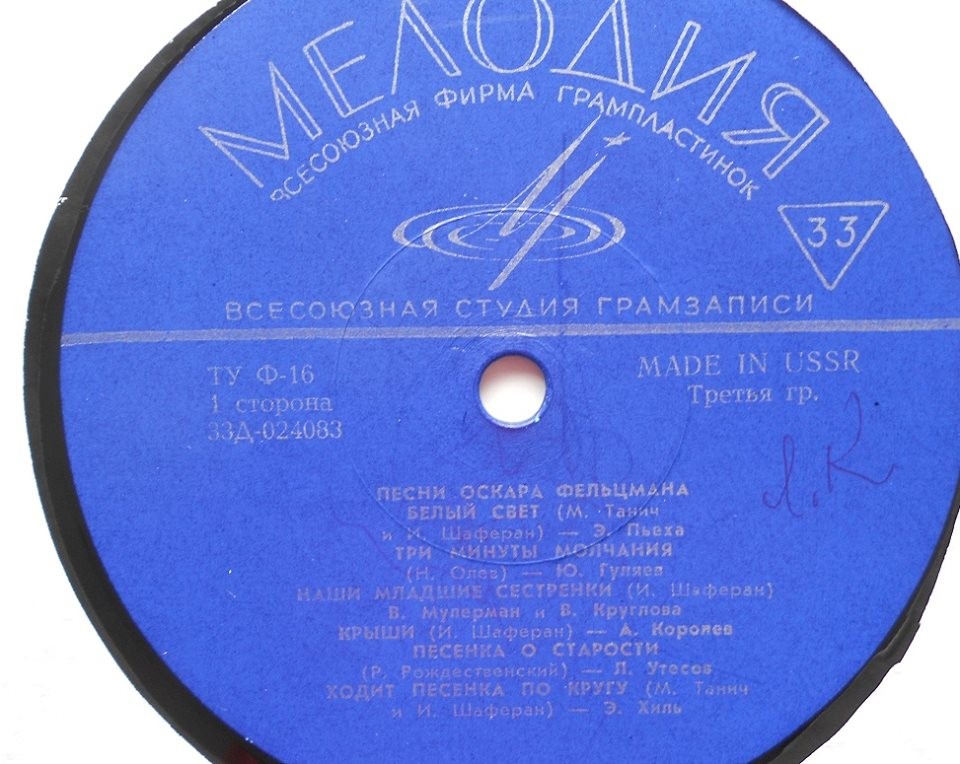 МЕЛОДИЯ
ВСЕСОЮЗНАЯ ФИРМА ГРАМПЛАСТИНОК
33
ВСЕСОЮЗНАЯ СТУДИЯ ГРАМЗАПИСИ
ТУ Ф-16
1 сторона
33Д-024083
MADE IN USSR
Третья гр.
Л.К
ПЕСНИ ОСКАРА ФЕЛЬЦМАНА
БЕЛЫЙ СВЕТ (М. Танич
и И. Шаферан) — Э. Пьеха
ТРИ МИНУТЫ МОЛЧАНИЯ
(Н. Олев) — Ю. Гуляев
НАШИ МЛАДШИЕ СЕСТРЕНКИ (И. Шаферан)
В. Мулерман и В. Круглова
КРЫШИ (И. Шаферан) — А. Королев
ПЕСЕНКА О СТАРОСТИ
(Р. Рождественский) — Л. Утесов
ХОДИТ ПЕСЕНКА ПО КРУГУ (М. Танич
и И. Шаферан) — Э. Хиль